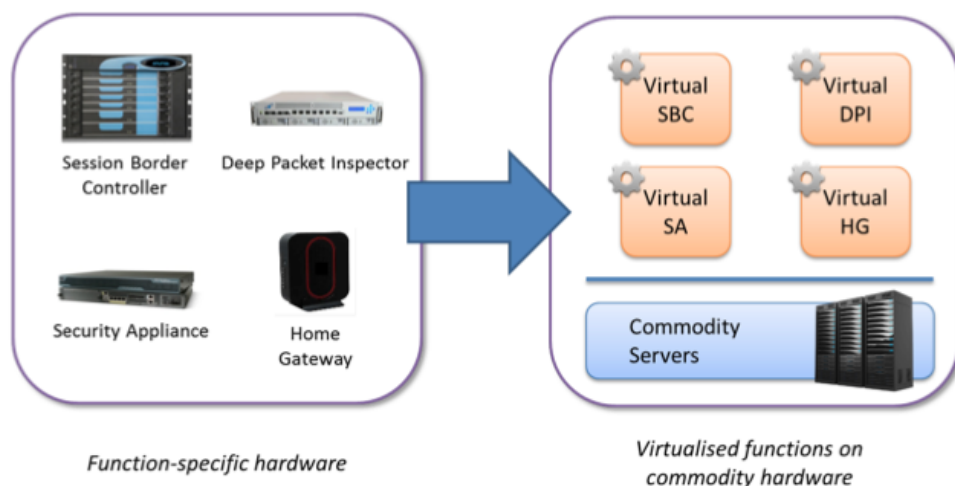 Session Border
Controller
Deep Packet Inspector
Security Appliance
Home
Gateway
Function-specific hardware
Virtual
SBC
Virtual
DPI
Virtual
SA
Virtual
HG
Commodity
Servers
Virtualised functions on
commodity hardware